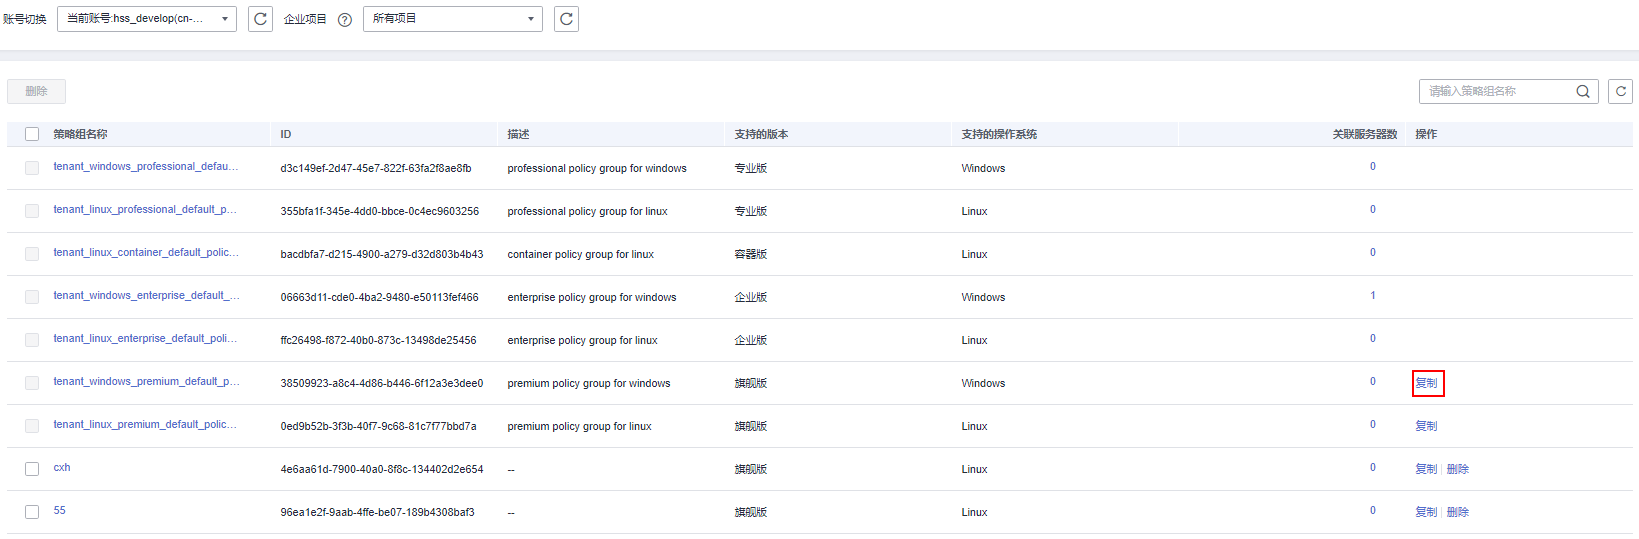 账号切换 当前账号:hss_develop(cn-... 企业项目 ? 所有项目
删除 请输入策略组名称
策略组名称 ID 描述 支持的版本 支持的操作系统 关联服务器数 操作
tenant_windows_professional_defau... d3c149ef-2d47-45e7-822f-63fa2f8ae8fb professional policy group for windows 专业版 Windows 0
tenant_linux_professional_default_p... 355bfa1f-345e-4dd0-bbce-0c4ec9603256 professional policy group for linux 专业版 Linux 0
tenant_linux_container_default_polic... bacdbfa7-d215-4900-a279-d32d803b4b43 container policy group for linux 容器版 Linux 0
tenant_windows_enterprise_default_... 06663d11-cde0-4ba2-9480-e50113fef466 enterprise policy group for windows 企业版 Windows 1
tenant_linux_enterprise_default_poli... ffc26498-f872-40b0-873c-13498de25456 enterprise policy group for linux 企业版 Linux 0
tenant_windows_premium_default_p... 38509923-a8c4-4d86-b446-6f12a3e3dee0 premium policy group for windows 旗舰版 Windows 0 复制
tenant_linux_premium_default_polic... 0ed9b52b-3f3b-40f7-9c68-81c7f77bbd7a premium policy group for linux 旗舰版 Linux 0 复制
cxh 4e6aa61d-7900-40a0-8f8c-134402d2e654 -- 旗舰版 Linux 0 复制 | 删除
55 96ea1e2f-9aab-4ffe-be07-189b4308baf3 -- 旗舰版 Linux 0 复制 | 删除